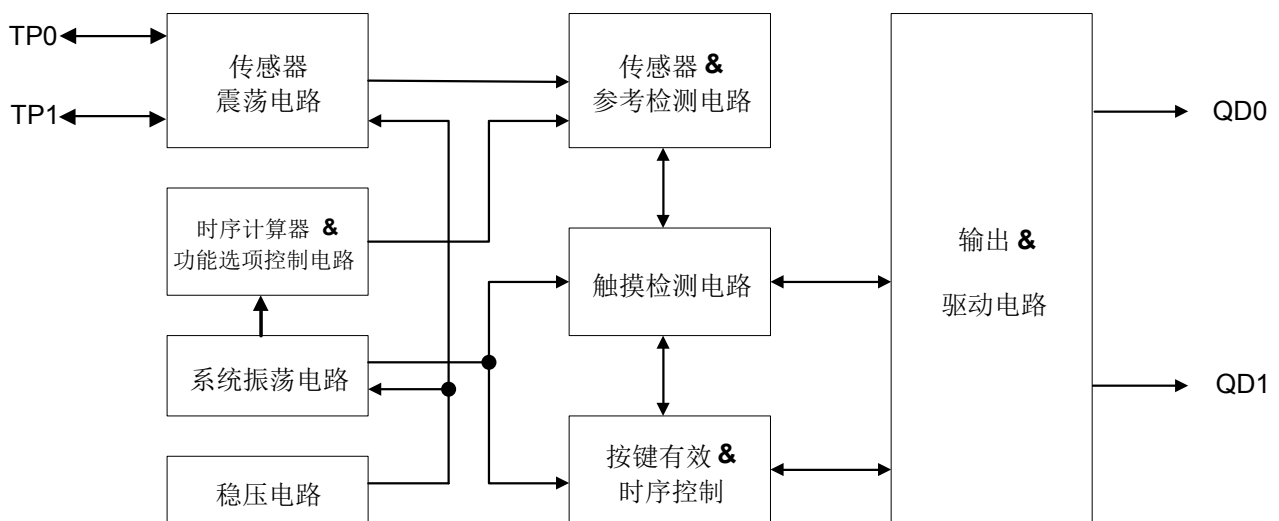 TP0
TP1
传感器
震荡电路
传感器 &
参考检测电路
时序计算器 &
功能选项控制电路
触摸检测电路
系统振荡电路
稳压电路
按键有效 &
时序控制
输出 &
驱动电路
QD0
QD1